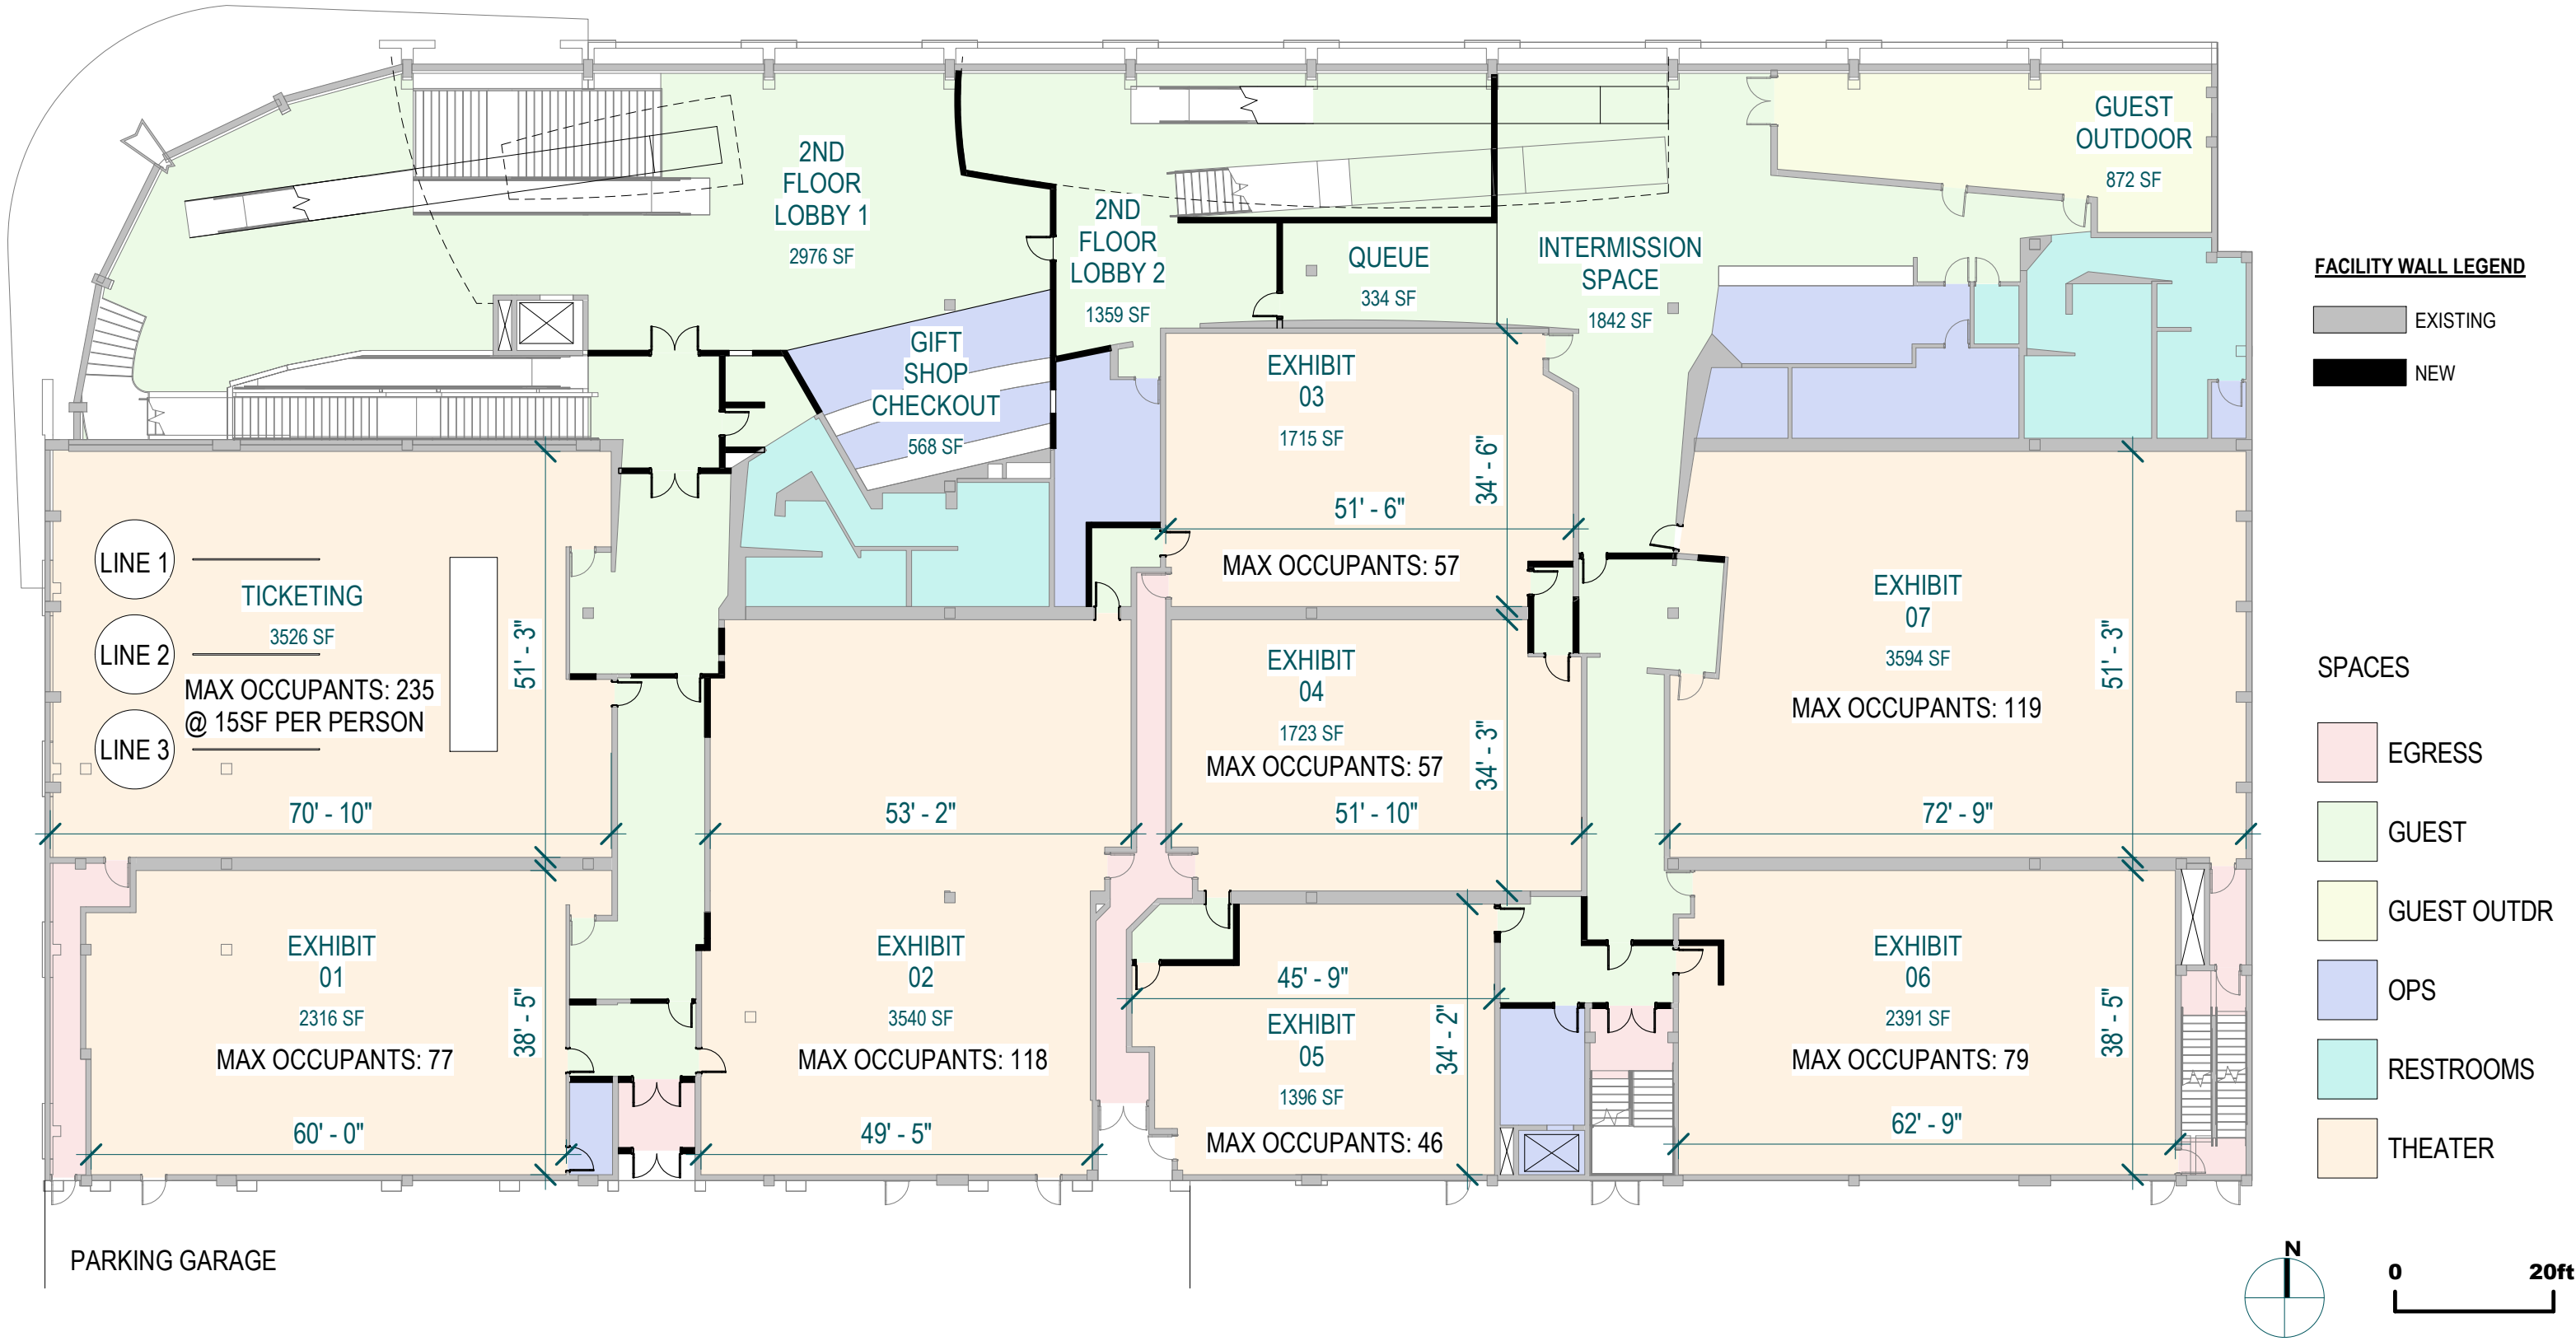 2ND
FLOOR
LOBBY 1
2976 SF
GUEST
OUTDOOR
872 SF
2ND
FLOOR
LOBBY 2
1359 SF
QUEUE
334 SF
INTERMISSION
SPACE
1842 SF
GIFT
SHOP
CHECKOUT
568 SF
EXHIBIT
03
1715 SF
34' - 6"
51' - 6"
MAX OCCUPANTS: 57
LINE 1
LINE 2
LINE 3
TICKETING
3526 SF
MAX OCCUPANTS: 235
@ 15SF PER PERSON
51' - 3"
70' - 10"
53' - 2"
EXHIBIT
04
1723 SF
MAX OCCUPANTS: 57
34' - 3"
51' - 10"
EXHIBIT
07
3594 SF
MAX OCCUPANTS: 119
51' - 3"
72' - 9"
EXHIBIT
01
2316 SF
MAX OCCUPANTS: 77
38' - 5"
60' - 0"
EXHIBIT
02
3540 SF
MAX OCCUPANTS: 118
49' - 5"
45' - 9"
EXHIBIT
05
1396 SF
34' - 2"
MAX OCCUPANTS: 46
EXHIBIT
06
2391 SF
MAX OCCUPANTS: 79
38' - 5"
62' - 9"
PARKING GARAGE
FACILITY WALL LEGEND
EXISTING
NEW
SPACES
EGRESS
GUEST
GUEST OUTDR
OPS
RESTROOMS
THEATER
N
0 20ft